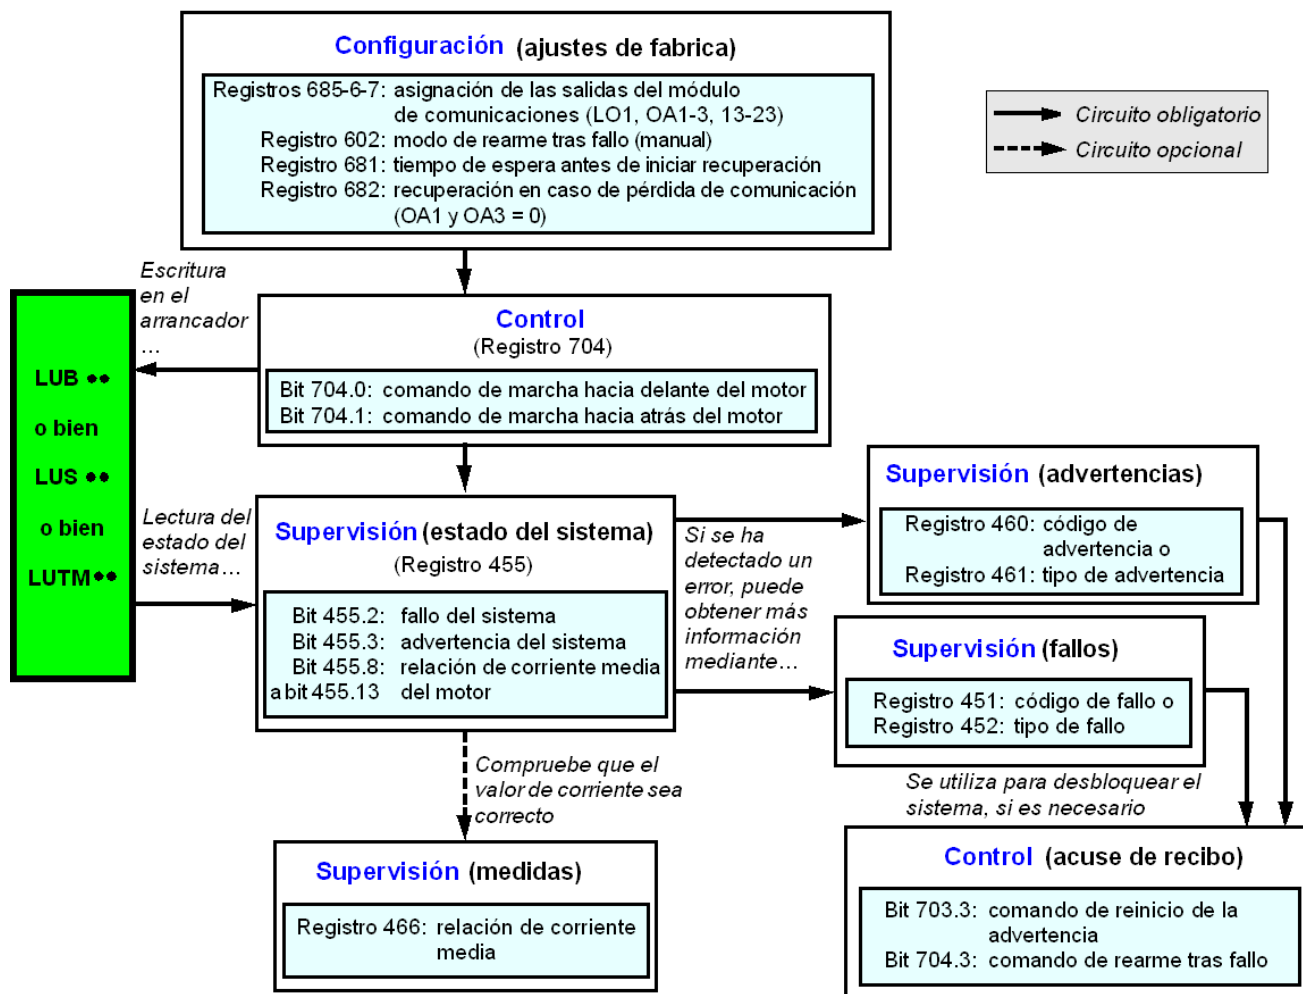 Configuración (ajustes de fabrica)
Registros 685-6-7: asignación de las salidas del módulo
de comunicaciones (LO1, OA1-3, 13-23)
Registro 602: modo de rearme tras fallo (manual)
Registro 681: tiempo de espera antes de iniciar recuperación
Registro 682: recuperación en caso de pérdida de comunicación
(OA1 y OA3 = 0)
Circuito obligatorio
Circuito opcional
Escritura
en el
arrancador
...
Control
(Registro 704)
Bit 704.0: comando de marcha hacia delante del motor
Bit 704.1: comando de marcha hacia atrás del motor
LUB ••
o bien
LUS ••
o bien
LUTM••
Lectura del
estado del
sistema...
Supervisión (estado del sistema)
(Registro 455)
Bit 455.2: fallo del sistema
Bit 455.3: advertencia del sistema
Bit 455.8: relación de corriente media
a bit 455.13 del motor
Si se ha
detectado un
error, puede
obtener más
información
mediante...
Supervisión (advertencias)
Registro 460: código de
advertencia o
Registro 461: tipo de advertencia
Supervisión (fallos)
Registro 451: código de fallo o
Registro 452: tipo de fallo
Compruebe que el
valor de corriente sea
correcto
Se utiliza para desbloquear el
sistema, si es necesario
Supervisión (medidas)
Registro 466: relación de corriente
media
Control (acuse de recibo)
Bit 703.3: comando de reinicio de la
advertencia
Bit 704.3: comando de rearme tras fallo